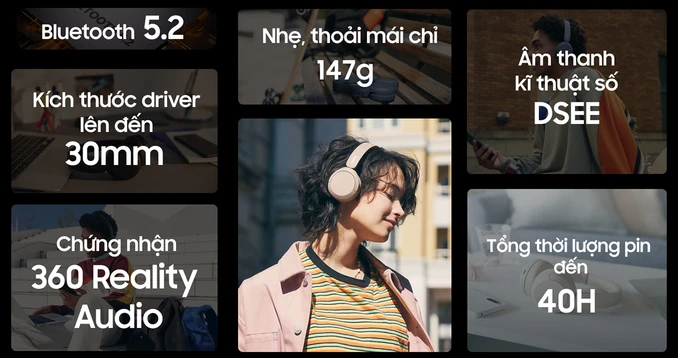 Bluetooth 5.2
Kích thước driver
lên đến
30mm
Chứng nhận
360 Reality
Audio
Nhẹ, thoải mái chỉ
147g
Âm thanh
kĩ thuật số
DSEE
Tổng thời lượng pin
đến
40H